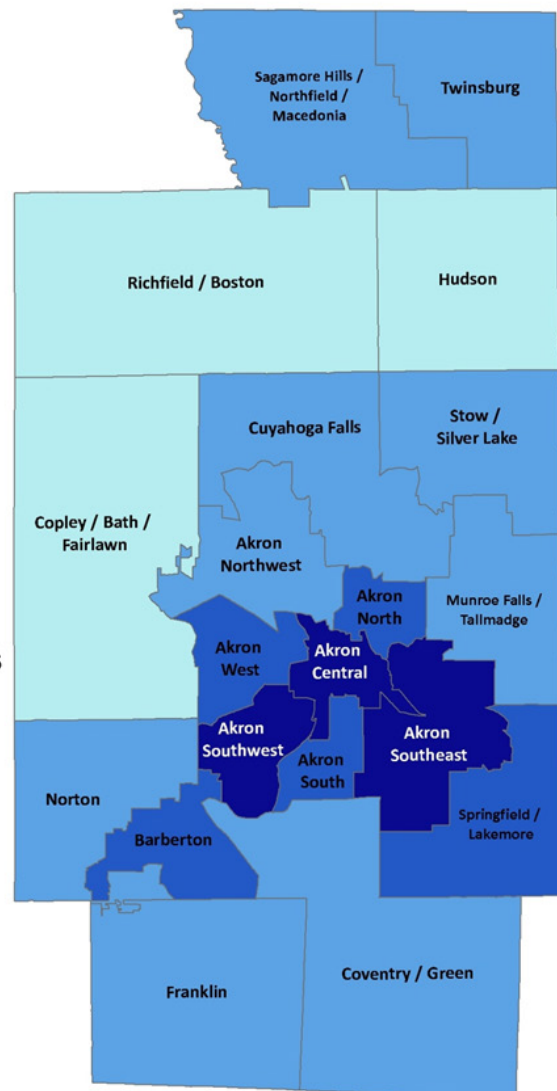 Sagamore Hills /
Northfield /
Macedonia
Twinsburg
Richfield / Boston
Hudson
Cuyahoga Falls
Stow /
Silver Lake
Copley / Bath /
Fairlawn
Akron
Northwest
Akron
North
Munroe Falls /
Tallmadge
Akron
West
Akron
Central
Akron
Southwest
Akron
South
Akron
Southeast
Norton
Barberton
Springfield /
Lakemore
Franklin
Coventry / Green